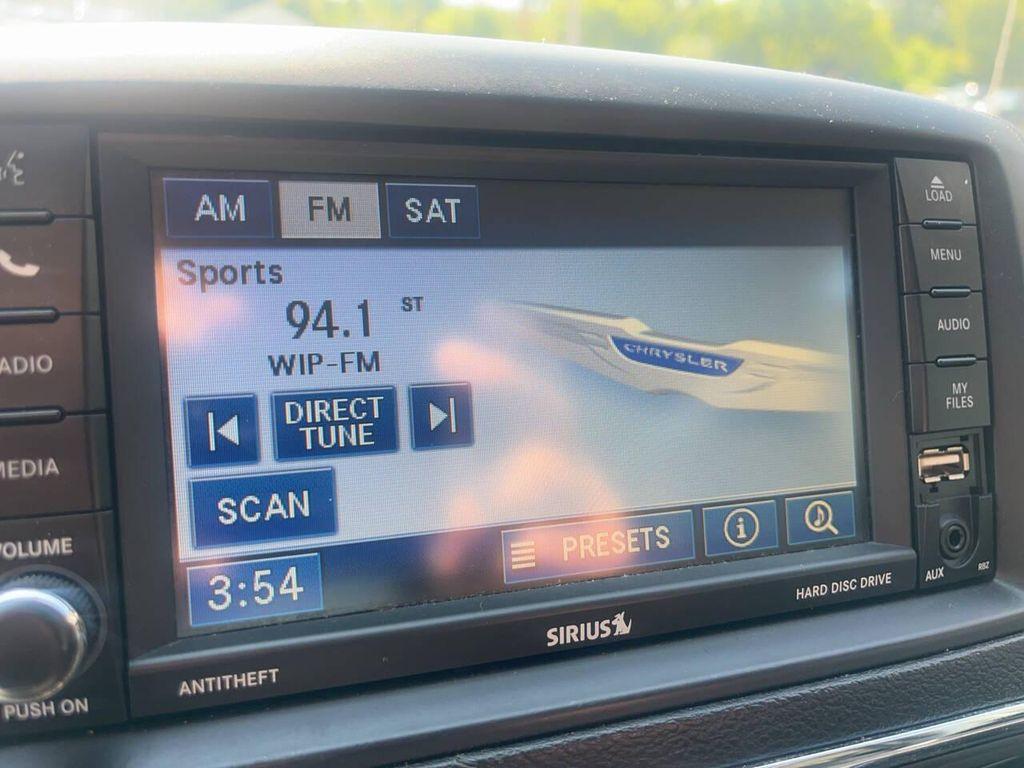 AM FM SAT
Sports
94.1 ST
WIP-FM
DIRECT
TUNE
SCAN
PRESETS
i
3:54
CHRYSLER
ADIO
MEDIA
VOLUME
PUSH ON
LOAD
MENU
AUDIO
MY
FILES
AUX
RBZ
ANTITHEFT
SIRIUS
HARD DISC DRIVE